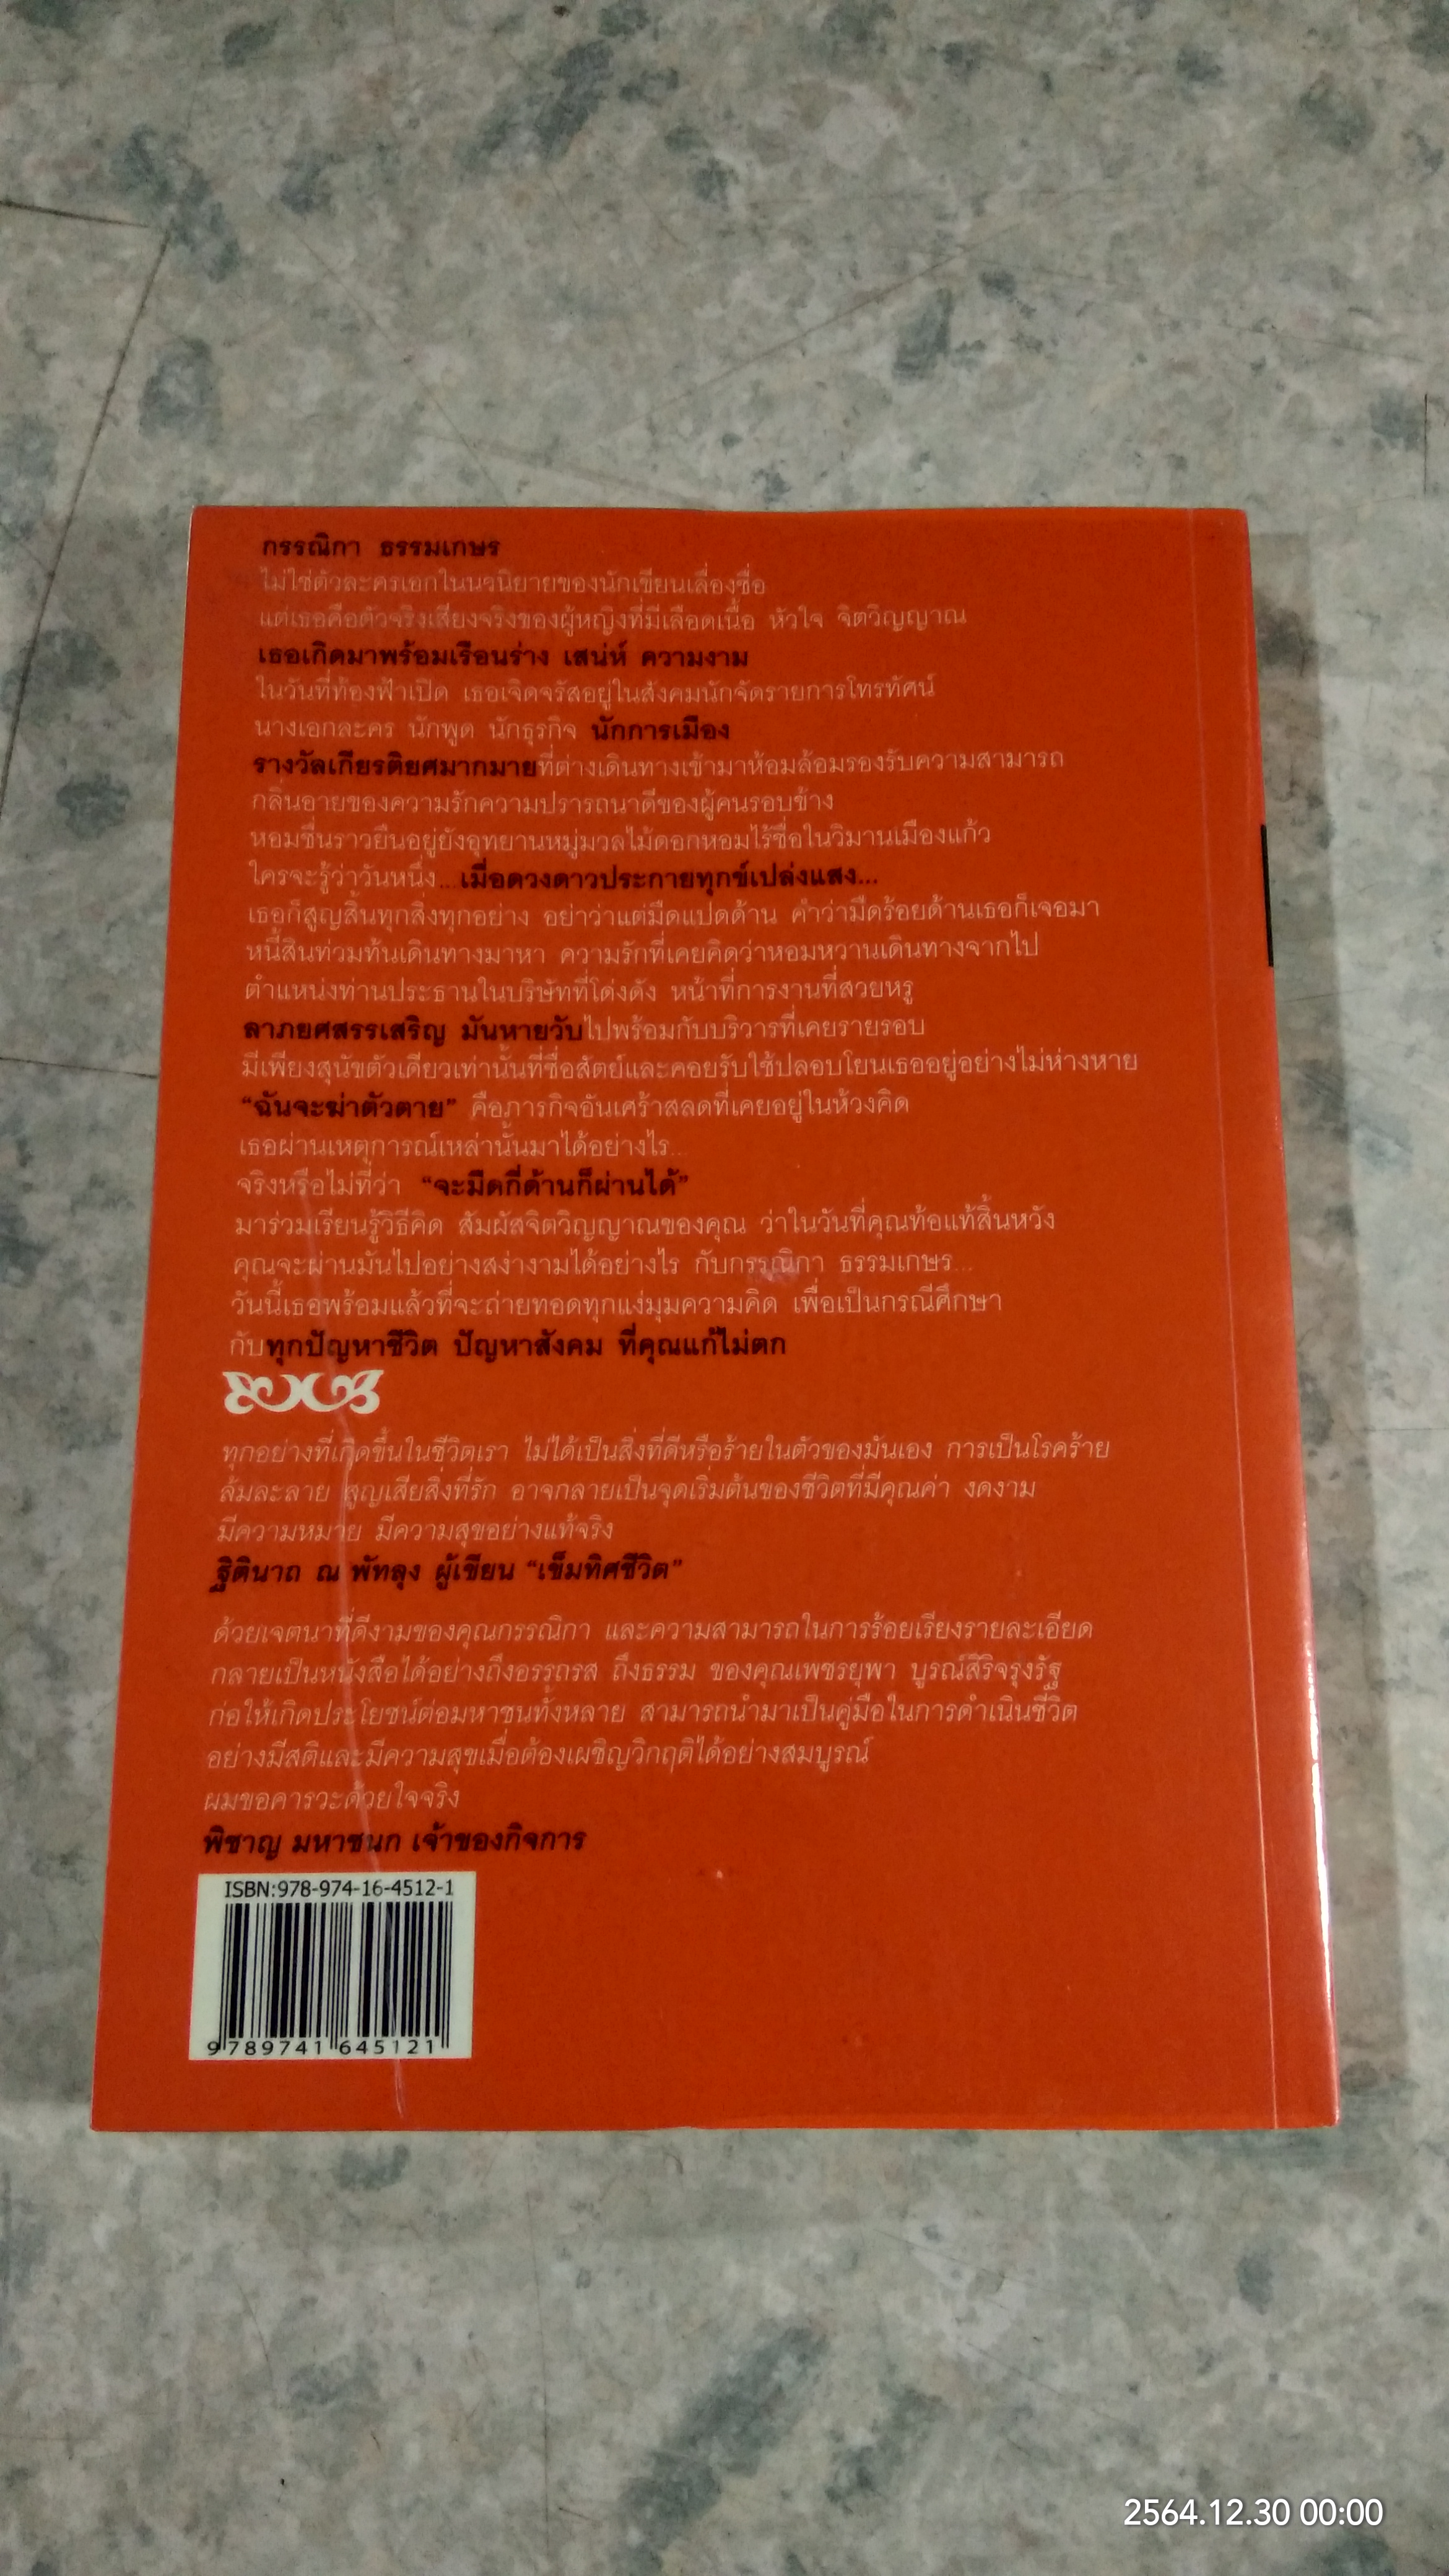 กรรณิกา ธรรมเกษร
ไม่ใช่ตัวละครเอกในนวนิยายของนักเขียนเลื่องชื่อ
แต่เธอคือตัวจริงเสียงจริงของผู้หญิงที่มีเลือดเนื้อ หัวใจ จิตวิญญาณ
เธอเกิดมาพร้อมเรือนร่าง เสน่ห์ ความงาม
ในวันที่ท้องฟ้าเปิด เธอเจิดจรัสอยู่ในสังคมนักจัดรายการโทรทัศน์
นางเอกละคร นักพูด นักธุรกิจ นักการเมือง
รางวัลเกียรติยศมากมายที่ต่างเดินทางเข้ามาห้อมล้อมรองรับความสามารถ
กลิ่นอายของความรักความปรารถนาดีของผู้คนรอบข้าง
หอมชื่นราวยืนอยู่ยังอุทยานหมู่มวลไม้ดอกหอมไร้ชื่อในวิมานเมืองแก้ว
ใครจะรู้ว่าวันหนึ่ง...เมื่อดวงดาวประกายทุกข์เปล่งแสง...
เธอก็สูญสิ้นทุกสิ่งทุกอย่าง อย่าว่าแต่มืดแปดด้าน คำว่ามืดร้อยด้านเธอก็เจอมา
หนี้สินท่วมท้นเดินทางมาหา ความรักที่เคยคิดว่าหอมหวานเดินทางจากไป
ตำแหน่งท่านประธานในบริษัทที่โด่งดัง หน้าที่การงานที่สวยหรู
ลาภยศสรรเสริญ มันหายวับไปพร้อมกับบริวารที่เคยรายรอบ
มีเพียงสุนัขตัวเดียวเท่านั้นที่ซื่อสัตย์และคอยรับใช้ปลอบโยนเธออยู่อย่างไม่ห่างหาย
“ฉันจะฆ่าตัวตาย” คือภารกิจอันเศร้าสลดที่เคยอยู่ในห้วงคิด
เธอผ่านเหตุการณ์เหล่านั้นมาได้อย่างไร...
จริงหรือไม่ที่ว่า “จะมืดกี่ด้านก็ผ่านได้”
มาร่วมเรียนรู้วิธีคิด สัมผัสจิตวิญญาณของคุณ ว่าในวันที่คุณท้อแท้สิ้นหวัง
คุณจะผ่านมันไปอย่างสง่างามได้อย่างไร กับกรรณิกา ธรรมเกษร...
วันนี้เธอพร้อมแล้วที่จะถ่ายทอดทุกแง่มุมความคิด เพื่อเป็นกรณีศึกษา
กับทุกปัญหาชีวิต ปัญหาสังคม ที่คุณแก้ไม่ตก
ทุกอย่างที่เกิดขึ้นในชีวิตเรา ไม่ได้เป็นสิ่งที่ดีหรือร้ายในตัวของมันเอง การเป็นโรคร้าย
ล้มละลาย สูญเสียสิ่งที่รัก อาจกลายเป็นจุดเริ่มต้นของชีวิตที่มีคุณค่า งดงาม
มีความหมาย มีความสุขอย่างแท้จริง
ฐิตินาถ ณ พัทลุง ผู้เขียน “เข็มทิศชีวิต”
ด้วยเจตนาที่ดีงามของคุณกรรณิกา และความสามารถในการร้อยเรียงรายละเอียด
กลายเป็นหนังสือได้อย่างถึงอรรถรส ถึงธรรม ของคุณเพชรยุพา บูรณ์สิริจรุงรัฐ
ก่อให้เกิดประโยชน์ต่อมหาชนทั้งหลาย สามารถนำมาเป็นคู่มือในการดำเนินชีวิต
อย่างมีสติและมีความสุขเมื่อต้องเผชิญวิกฤติได้อย่างสมบูรณ์
ผมขอคารวะด้วยใจจริง
พิชาญ มหาชนก เจ้าของกิจการ
ISBN:978-974-16-4512-1
9 789741 645121
2564.12.30 00:00